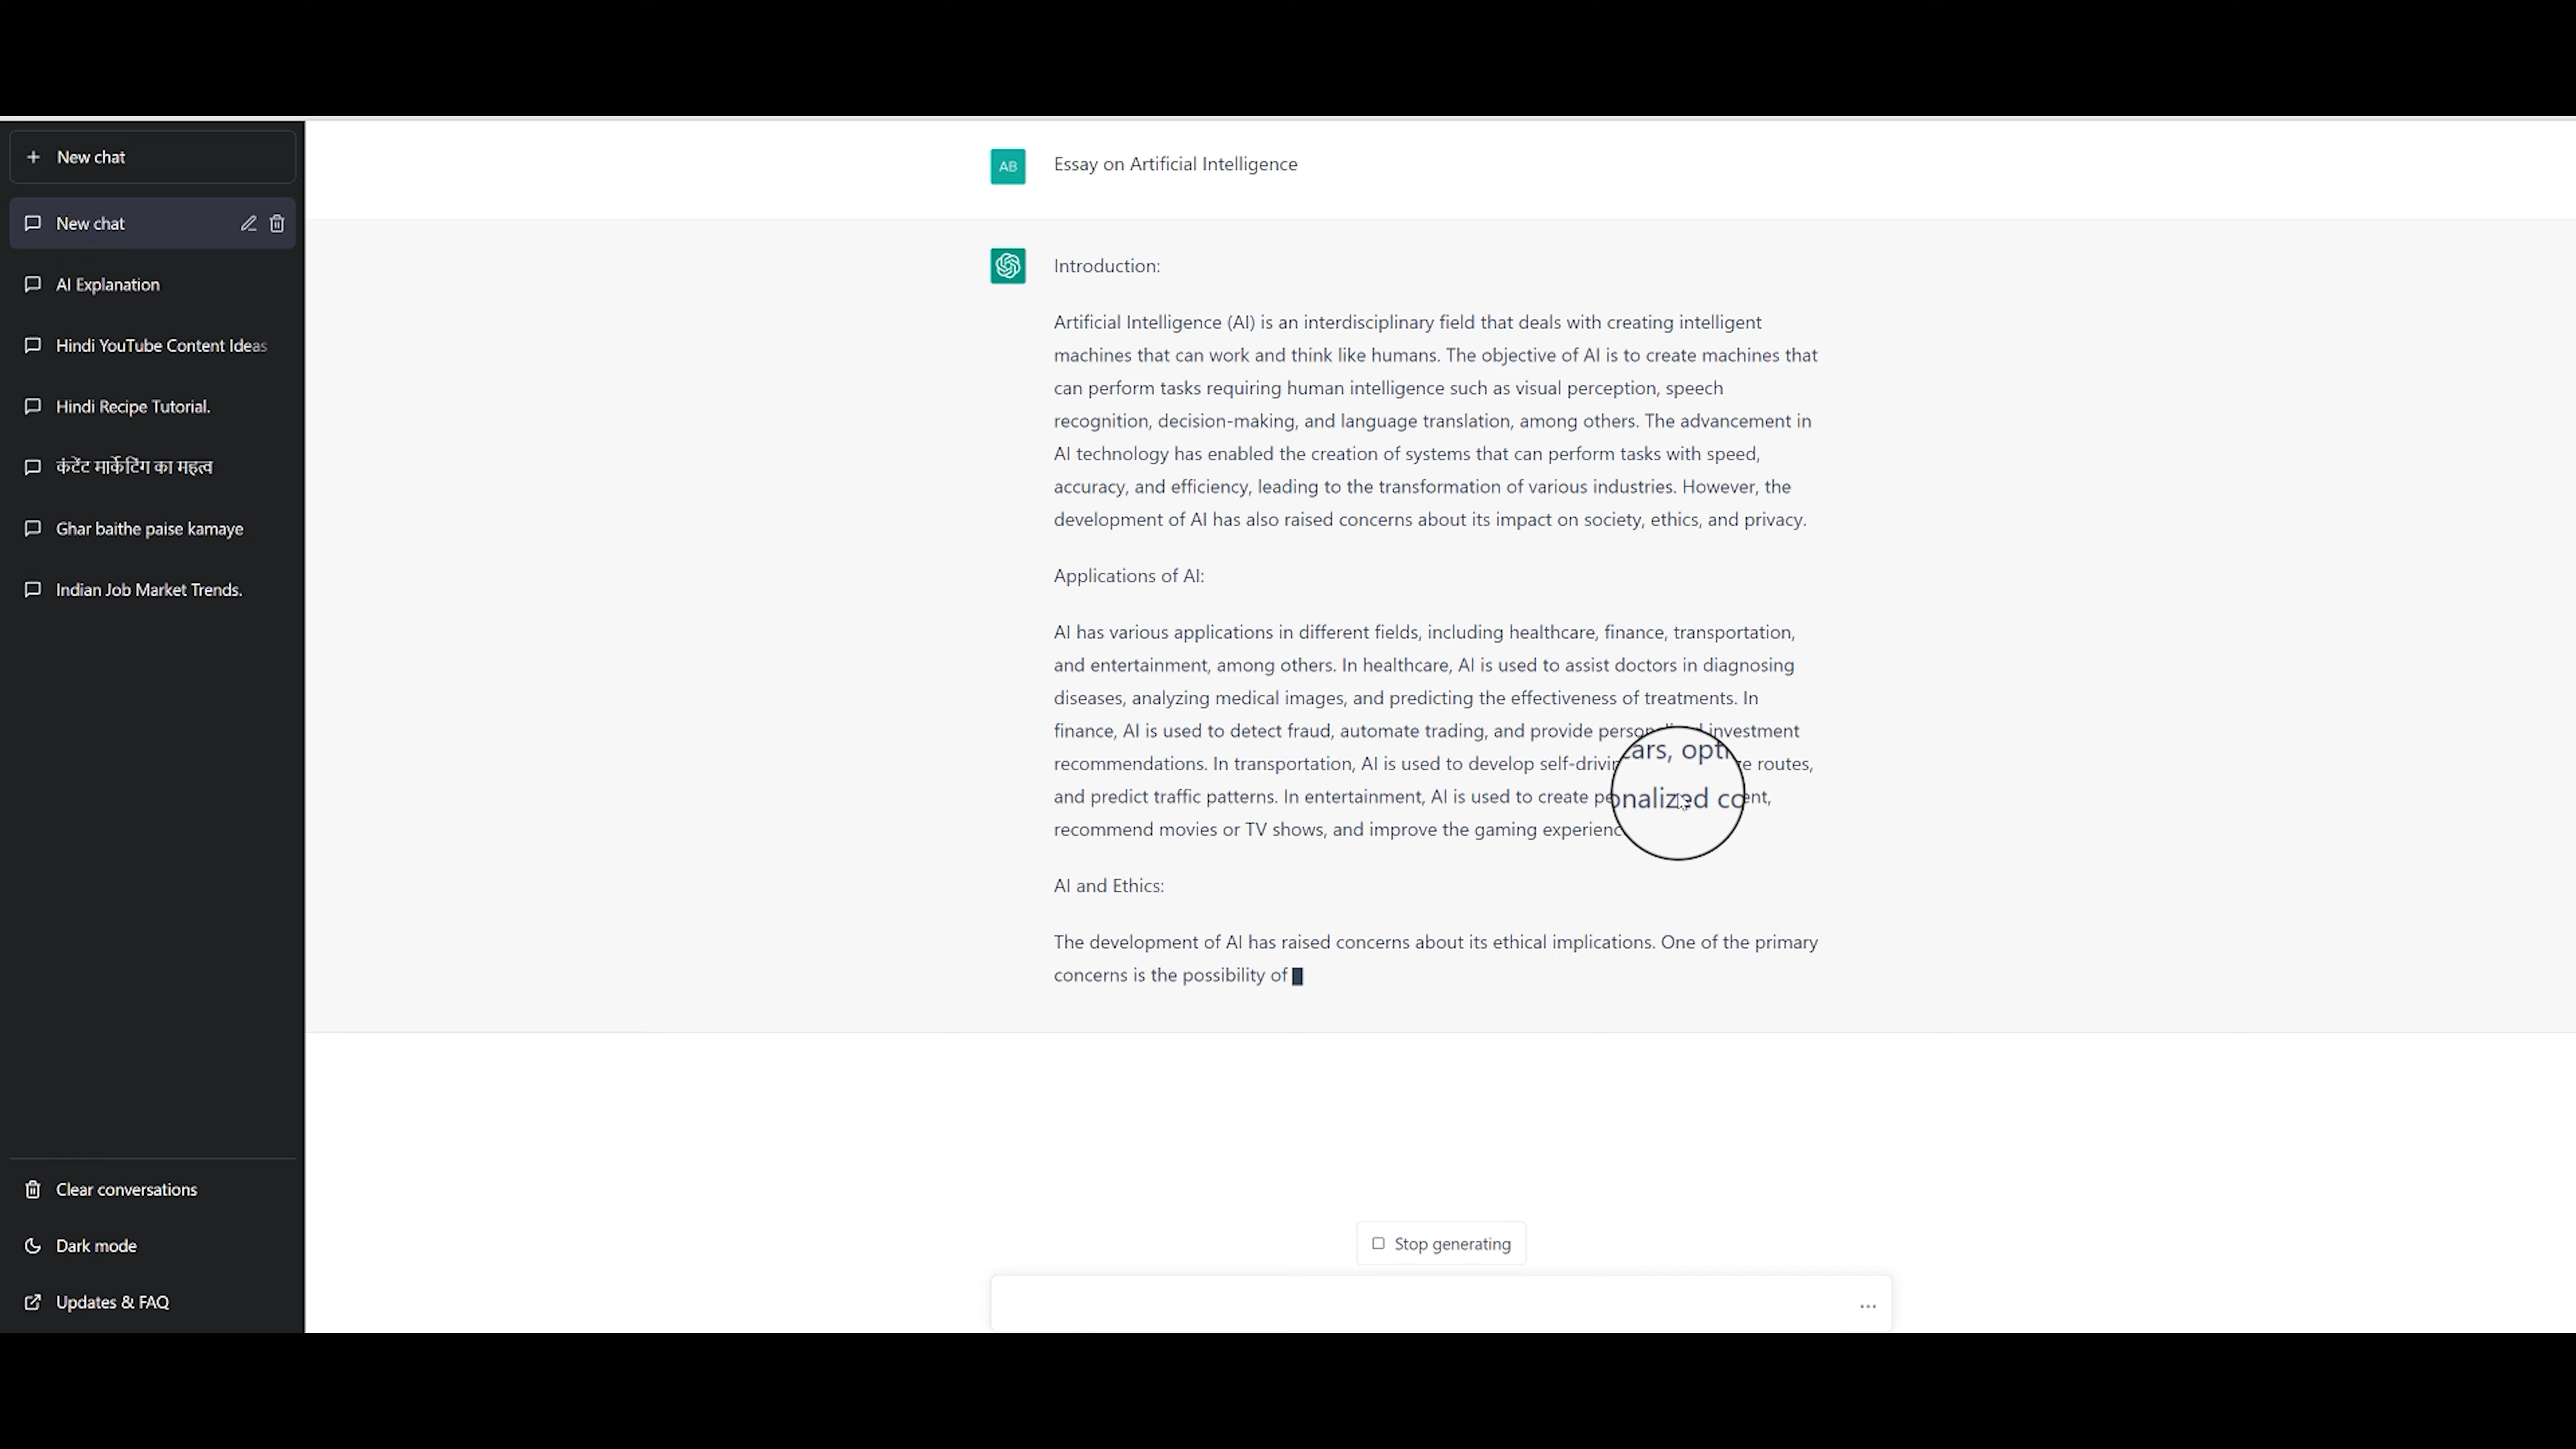 New chat
New chat
AI Explanation
Hindi YouTube Content Ideas
Hindi Recipe Tutorial.
कंटेंट मार्केटिंग का महत्व
Ghar baithe paise kamaye
Indian Job Market Trends.
Clear conversations
Dark mode
Updates & FAQ
AB
Essay on Artificial Intelligence
Introduction:
Artificial Intelligence (AI) is an interdisciplinary field that deals with creating intelligent
machines that can work and think like humans. The objective of AI is to create machines that
can perform tasks requiring human intelligence such as visual perception, speech
recognition, decision-making, and language translation, among others. The advancement in
AI technology has enabled the creation of systems that can perform tasks with speed,
accuracy, and efficiency, leading to the transformation of various industries. However, the
development of AI has also raised concerns about its impact on society, ethics, and privacy.
Applications of AI:
AI has various applications in different fields, including healthcare, finance, transportation,
and entertainment, among others. In healthcare, AI is used to assist doctors in diagnosing
diseases, analyzing medical images, and predicting the effectiveness of treatments. In
finance, AI is used to detect fraud, automate trading, and provide personalized investment
recommendations. In transportation, AI is used to develop self-driving cars, optimize routes,
and predict traffic patterns. In entertainment, AI is used to create personalized content,
recommend movies or TV shows, and improve the gaming experience
AI and Ethics:
The development of AI has raised concerns about its ethical implications. One of the primary
concerns is the possibility of
Stop generating